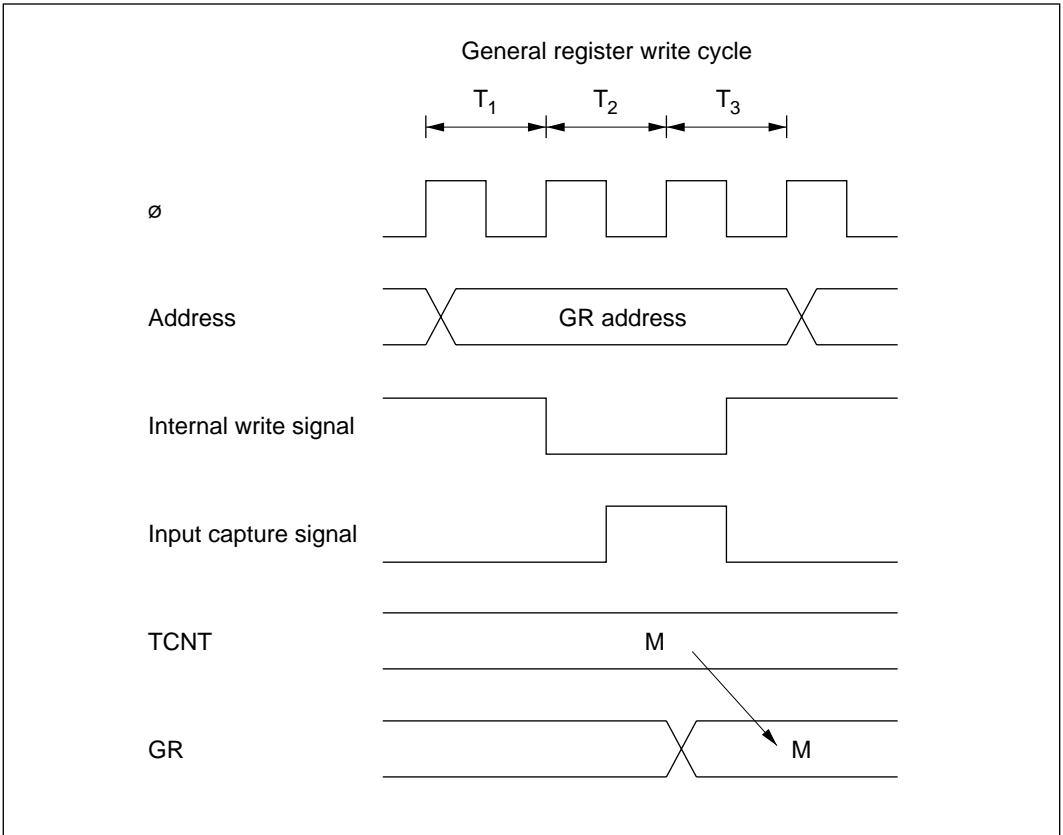 General register write cycle
T1 T2 T3
ø
Address GR address
Internal write signal
Input capture signal
TCNT M
GR M